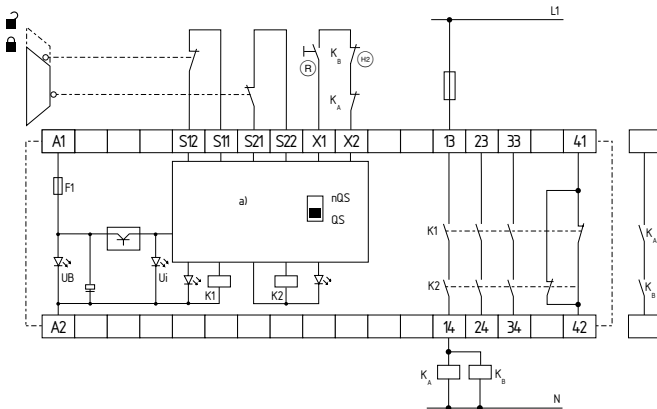 L1
K B
H2
R
K A
A1
S12
S11
S21
S22
X1
X2
13
23
33
41
F1
a)
nQS
QS
K1
K A
UB
Ui
K1
K2
K2
K B
A2
14
24
34
42
K A
K B
N